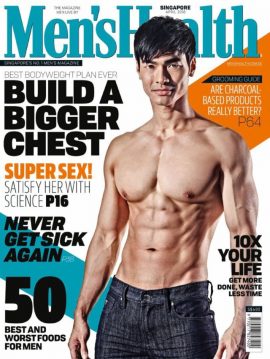 THE MAGAZINE
MEN LIVE BY
SINGAPORE
APRIL 2016
Men'sHealth
SINGAPORE'S NO. 1 MEN'S MAGAZINE
BEST BODYWEIGHT PLAN EVER
BUILD A
BIGGER
CHEST
GROOMING GUIDE
ARE CHARCOAL-
BASED PRODUCTS
REALLY BETTER?
P64
SUPER SEX!
SATISFY HER WITH
SCIENCE P16
NEVER
GET SICK
AGAIN
50
BEST AND
WORST FOODS
FOR MEN
10X
YOUR
LIFE
GET MORE
DONE, WASTE
LESS TIME